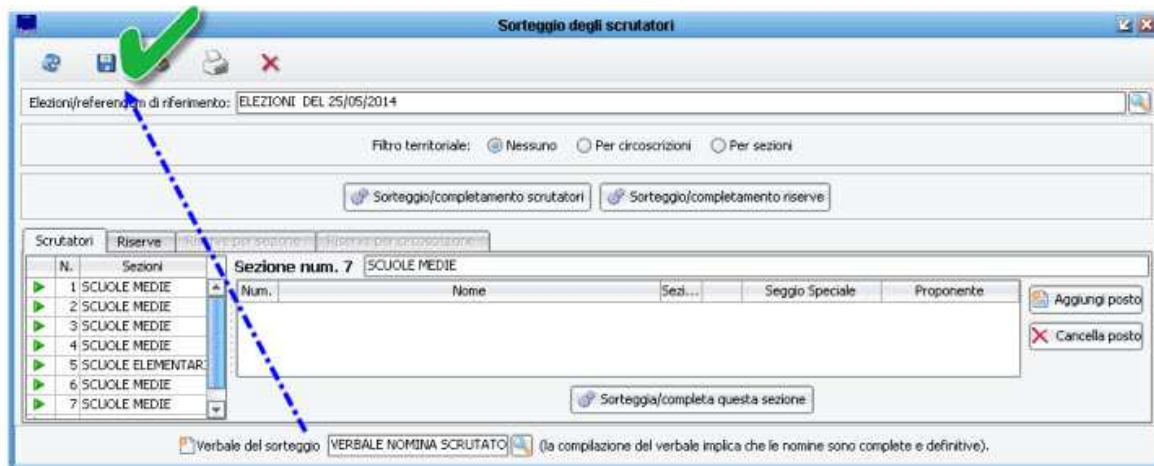 Sorteggio degli scrutatori
Elezioni/referendum di riferimento: ELEZIONI DEL 25/05/2014
Filtro territoriale: Nessuno Per circoscrizioni Per sezioni
Sorteggio/completamento scrutatori Sorteggio/completamento riserve
Scrutatori Riserve Riserve per sezione Riserve per circoscrizione
N. Sezioni
1 SCUOLE MEDIE
2 SCUOLE MEDIE
3 SCUOLE MEDIE
4 SCUOLE MEDIE
5 SCUOLE ELEMENTAR
6 SCUOLE MEDIE
7 SCUOLE MEDIE
Sezione num. 7 SCUOLE MEDIE
Num. Nome Sezi... Seggio Speciale Proponente
Aggiungi posto
Cancella posto
Sorteggia/completa questa sezione
Verbale del sorteggio VERBALE NOMINA SCRUTATO (la compilazione del verbale implica che le nomine sono complete e definitive).